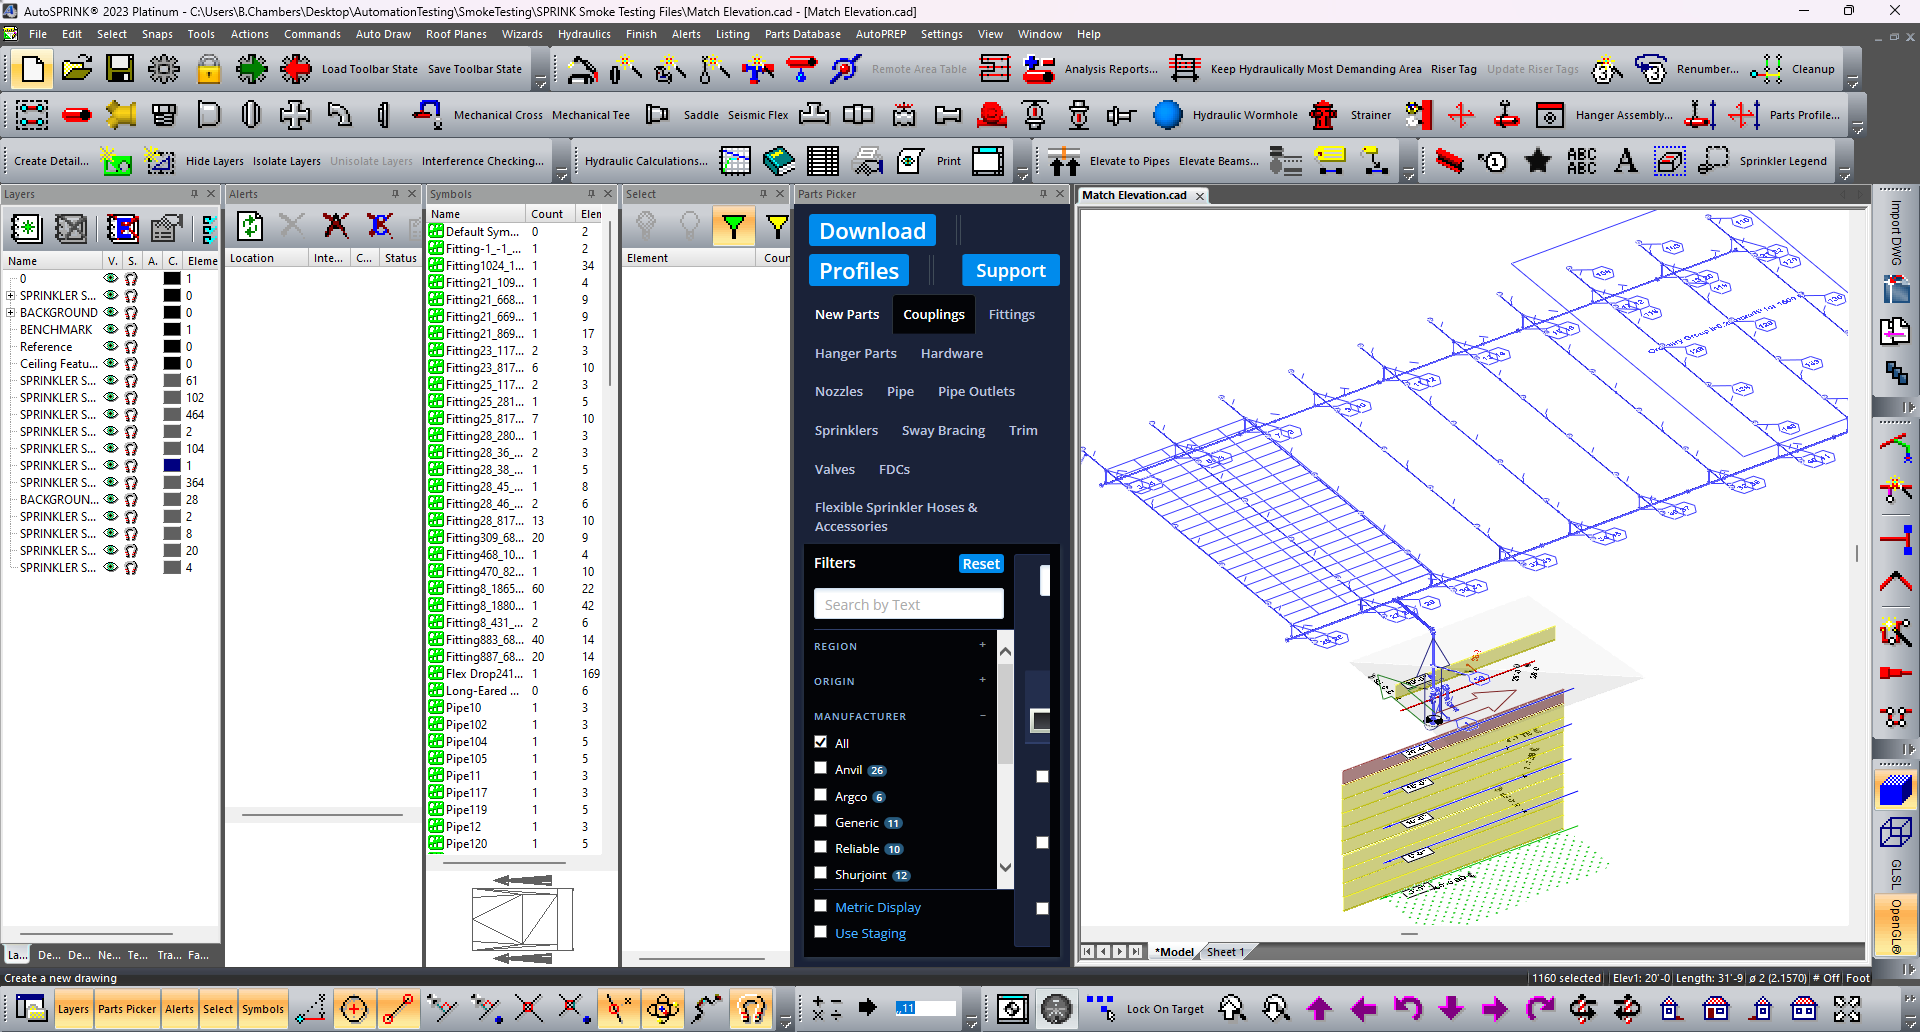 AutoSPRINK® 2023 Platinum - C:\Users\B.Chambers\Desktop\AutomationTesting\SmokeTesting\SPRINK Smoke Testing Files\Match Elevation.cad - [Match Elevation.cad]
File Edit Select Snaps Tools Actions Commands Auto Draw Roof Planes Wizards Hydraulics Finish Alerts Listing Parts Database AutoPREP Settings View Window Help
Load Toolbar State Save Toolbar State Remote Area Table Analysis Reports... Keep Hydraulically Most Demanding Area Riser Tag Update Riser Tags Renumber... Cleanup
Mechanical Cross Mechanical Tee Saddle Seismic Flex Hydraulic Wormhole Strainer Hanger Assembly... Parts Profile...
Create Detail... Hide Layers Isolate Layers Unisolate Layers Interference Checking... Hydraulic Calculations... Print Elevate to Pipes Elevate Beams... Sprinkler Legend
Layers
Name V. S. A. C. Eleme
0 1
SPRINKLER S... 0
BACKGROUND 0
BENCHMARK 1
Reference 0
Ceiling Featu... 0
SPRINKLER S... 61
SPRINKLER S... 102
SPRINKLER S... 464
SPRINKLER S... 2
SPRINKLER S... 104
SPRINKLER S... 1
SPRINKLER S... 364
BACKGROUN... 28
SPRINKLER S... 2
SPRINKLER S... 8
SPRINKLER S... 20
SPRINKLER S... 4
La... De... De... Ne... Te... Tra... Fa...
Alerts
Location Inte... C... Status
Symbols
Name Count Elen
Default Sym... 0 2
Fitting-1_-1_... 1 2
Fitting1024_1... 1 34
Fitting21_109... 1 4
Fitting21_668... 1 9
Fitting21_669... 1 9
Fitting21_869... 1 17
Fitting23_117... 2 3
Fitting23_817... 6 10
Fitting25_117... 2 3
Fitting25_281... 1 5
Fitting25_817... 7 10
Fitting28_280... 1 3
Fitting28_36_... 2 3
Fitting28_38_... 1 5
Fitting28_45_... 1 8
Fitting28_46_... 2 6
Fitting28_817... 13 10
Fitting309_68... 20 9
Fitting468_10... 1 4
Fitting470_82... 1 10
Fitting8_1865... 60 22
Fitting8_1880... 1 42
Fitting8_431_... 2 6
Fitting883_68... 40 14
Fitting887_68... 20 14
Flex Drop241... 1 169
Long-Eared ... 0 6
Pipe10 1 3
Pipe102 1 3
Pipe104 1 5
Pipe105 1 5
Pipe11 1 3
Pipe117 1 3
Pipe119 1 5
Pipe12 1 3
Pipe120 1 5
Select
Element Coun
Parts Picker
Download
Profiles Support
New Parts Couplings Fittings
Hanger Parts Hardware
Nozzles Pipe Pipe Outlets
Sprinklers Sway Bracing Trim
Valves FDCs
Flexible Sprinkler Hoses &
Accessories
Filters Reset
Search by Text
REGION +
ORIGIN +
MANUFACTURER −
All
Anvil 26
Argco 6
Generic 11
Reliable 10
Shurjoint 12
Metric Display
Use Staging
Match Elevation.cad
*Model Sheet 1
Import DWG
GLSL
OpenGL®
Create a new drawing
1160 selected Elev1: 20'-0 Length: 31'-9 ø 2 (2.1570) # Off Foot
Layers Parts Picker Alerts Select Symbols Lock On Target